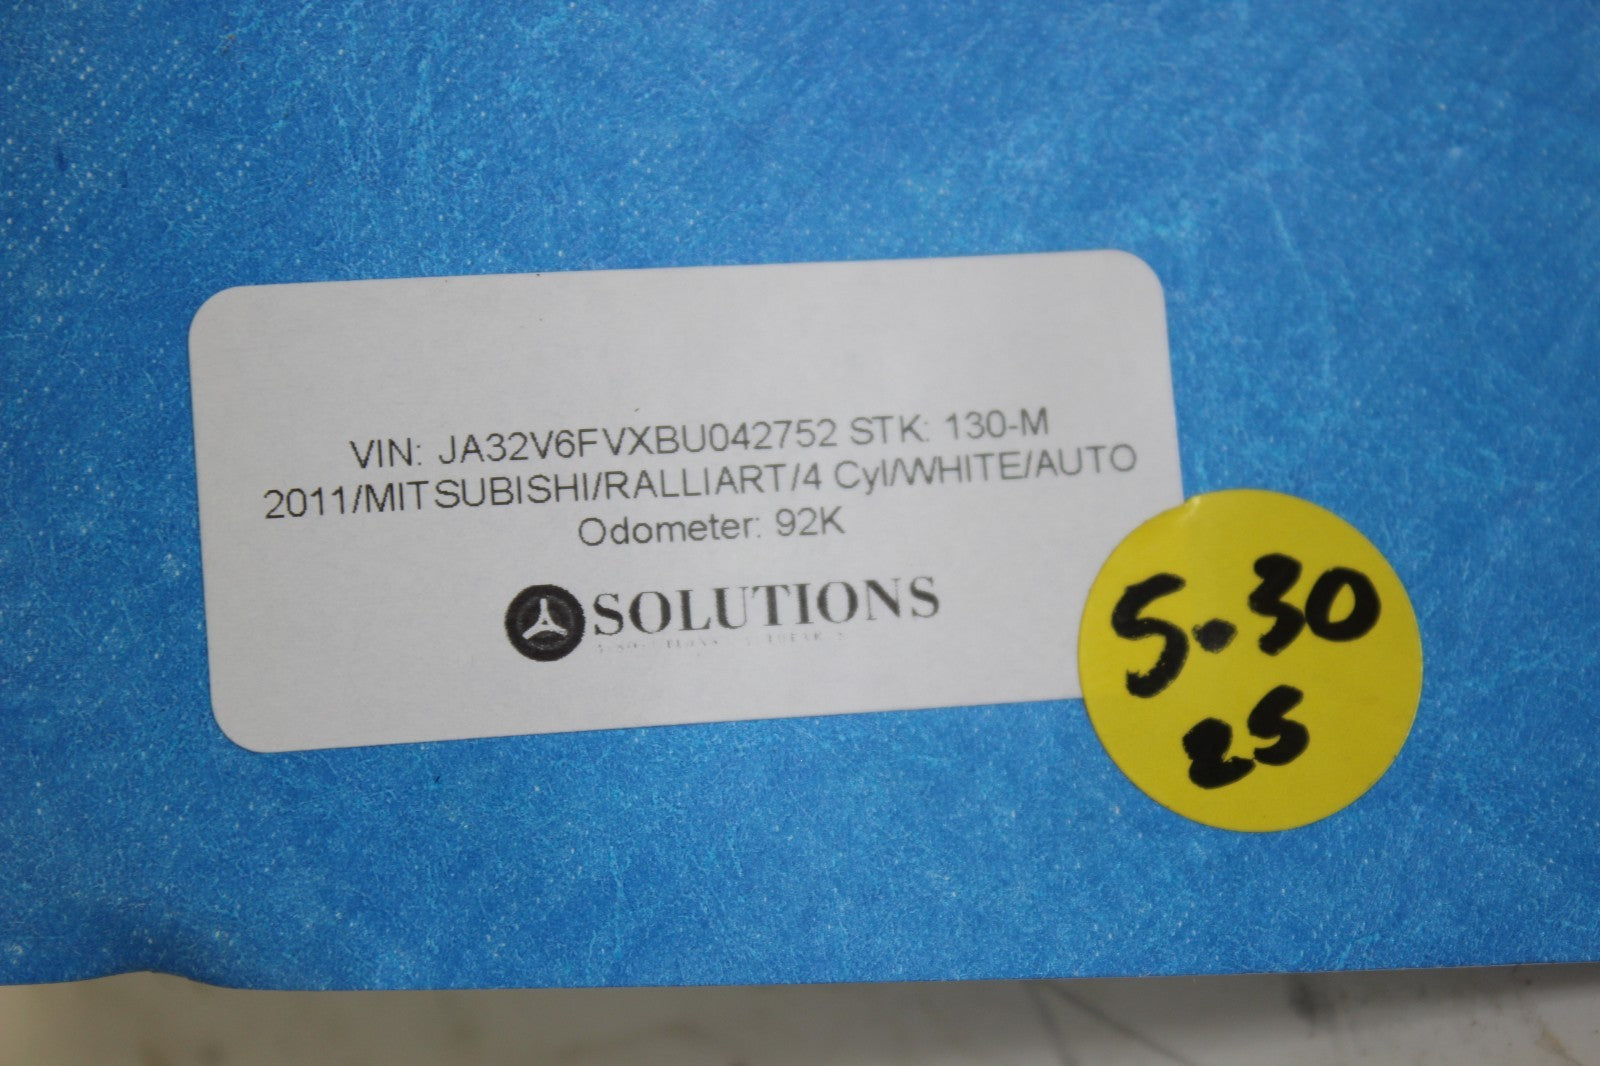 VIN: JA32V6FVXBU042752 STK: 130-M
2011/MITSUBISHI/RALLIART/4 Cyl/WHITE/AUTO
Odometer: 92K
SOLUTIONS
5.30
25